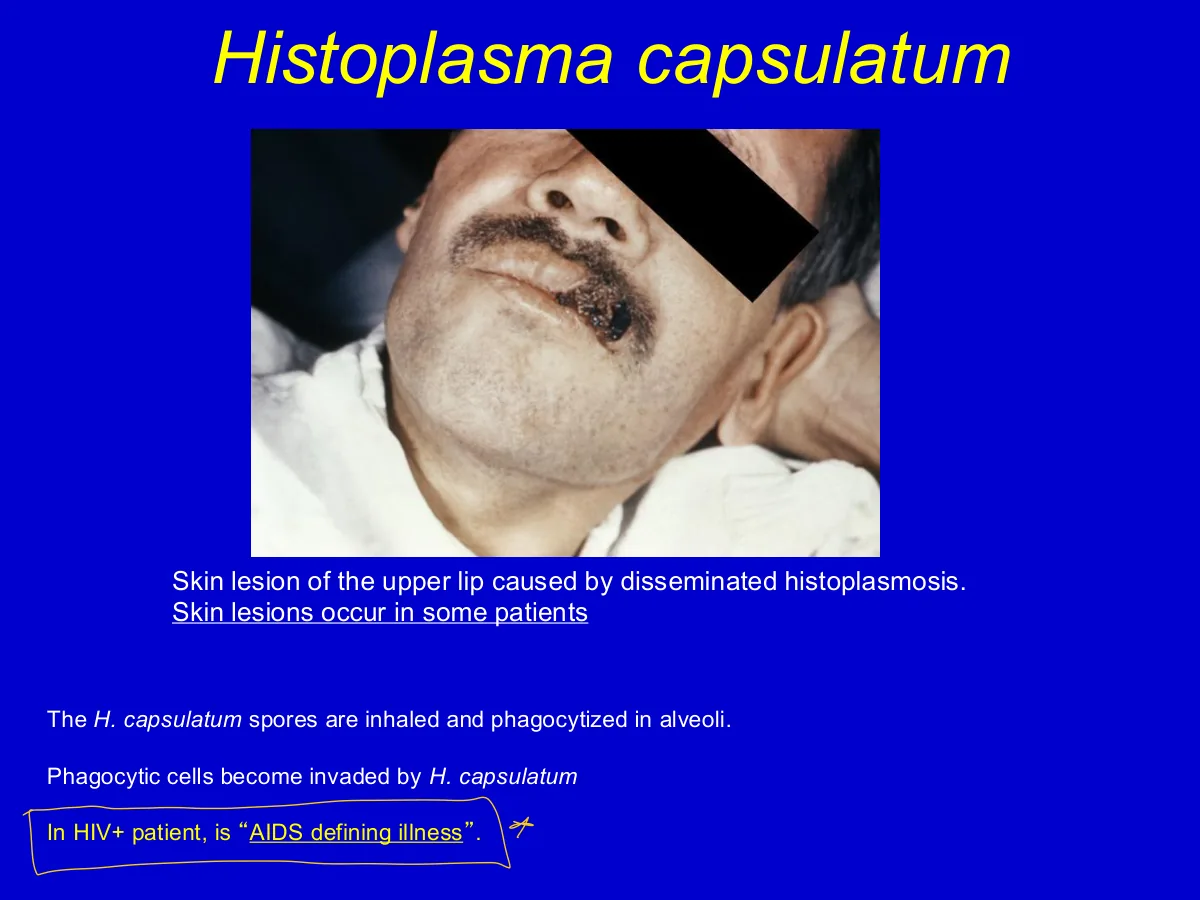 Histoplasma capsulatum
Skin lesion of the upper lip caused by disseminated histoplasmosis.
Skin lesions occur in some patients
The H. capsulatum spores are inhaled and phagocytized in alveoli.
Phagocytic cells become invaded by H. capsulatum
In HIV+ patient, is “AIDS defining illness”.